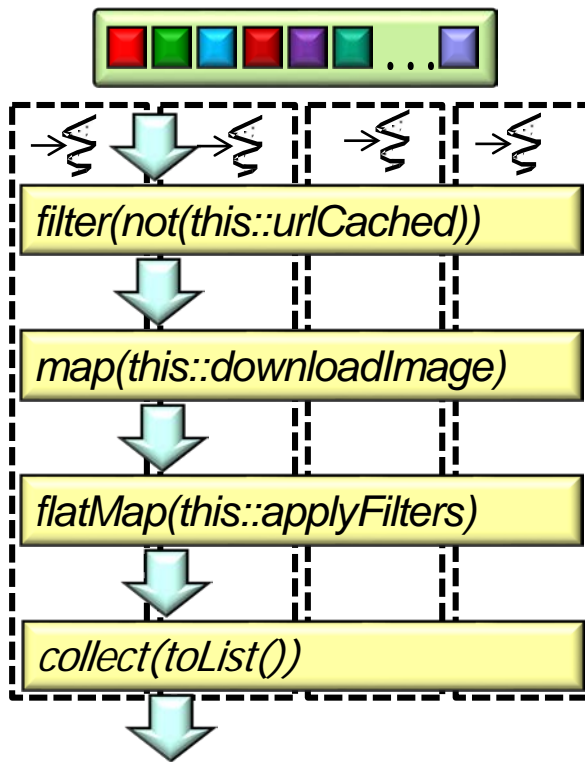 ...
filter(not(this::urlCached))
map(this::downloadImage)
flatMap(this::applyFilters)
collect(toList())